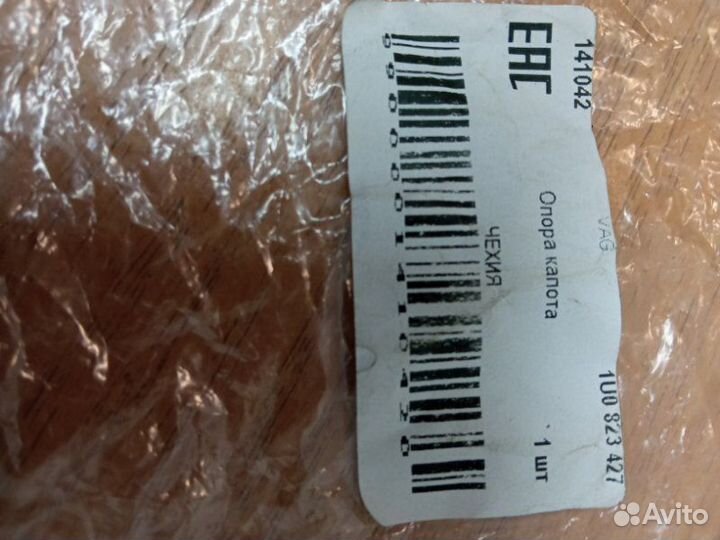 141042
VAG
1U0 823 427
Опора капота
1 шт
EAC
ЧЕХИЯ
Avito